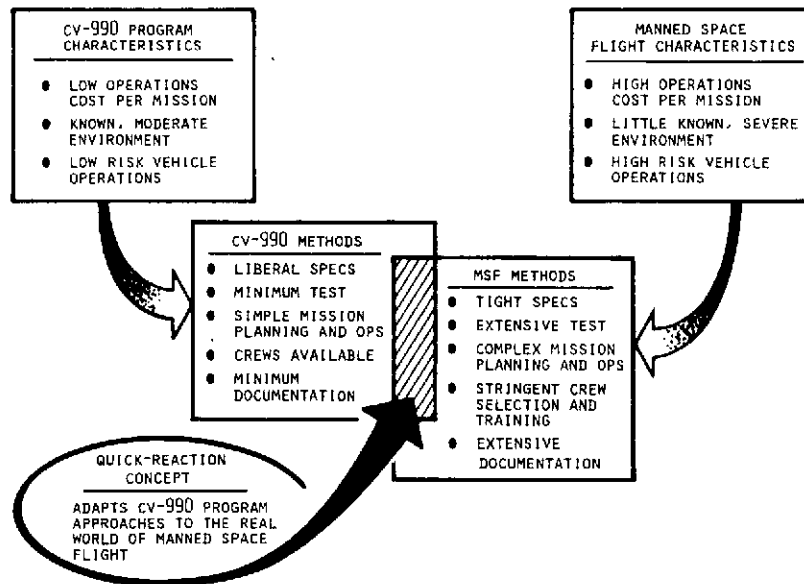 CV-990 PROGRAM
CHARACTERISTICS
● LOW OPERATIONS
COST PER MISSION
● KNOWN, MODERATE
ENVIRONMENT
● LOW RISK VEHICLE
OPERATIONS
MANNED SPACE
FLIGHT CHARACTERISTICS
● HIGH OPERATIONS
COST PER MISSION
● LITTLE KNOWN, SEVERE
ENVIRONMENT
● HIGH RISK VEHICLE
OPERATIONS
CV-990 METHODS
● LIBERAL SPECS
● MINIMUM TEST
● SIMPLE MISSION
PLANNING AND OPS
● CREWS AVAILABLE
● MINIMUM
DOCUMENTATION
MSF METHODS
● TIGHT SPECS
● EXTENSIVE TEST
● COMPLEX MISSION
PLANNING AND OPS
● STRINGENT CREW
SELECTION AND
TRAINING
● EXTENSIVE
DOCUMENTATION
QUICK-REACTION
CONCEPT
ADAPTS CV-990 PROGRAM
APPROACHES TO THE REAL
WORLD OF MANNED SPACE
FLIGHT